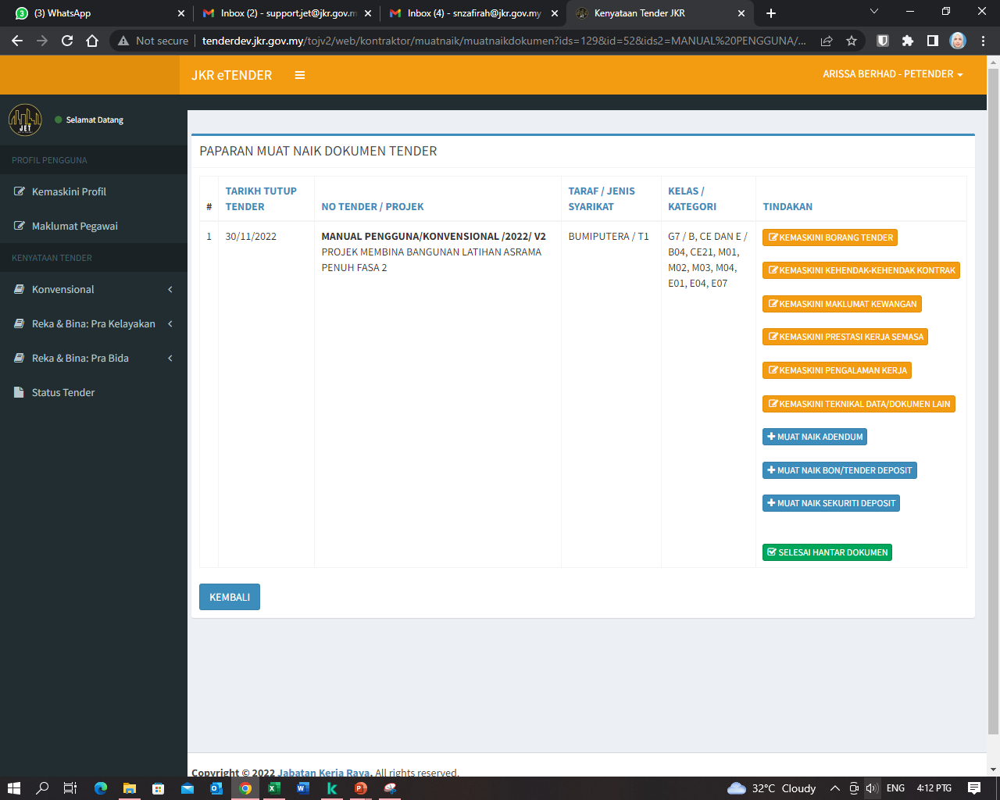 (3) WhatsApp
Inbox (2) - support.jet@jkr.gov.m
Inbox (4) - snzafirah@jkr.gov.my
Kenyataan Tender JKR
Not secure
tenderdev.jkr.gov.my/tojv2/web/kontraktor/muatnaik/muatnaikdokumen?ids=129&id=52&ids2=MANUAL%20PENGGUNA/...
JKR eTENDER
ARISSA BERHAD - PETENDER
JET
Selamat Datang
PROFIL PENGGUNA
Kemaskini Profil
Maklumat Pegawai
KENYATAAN TENDER
Konvensional
Reka & Bina: Pra Kelayakan
Reka & Bina: Pra Bida
Status Tender
PAPARAN MUAT NAIK DOKUMEN TENDER
#
TARIKH TUTUP
TENDER
NO TENDER / PROJEK
TARAF / JENIS
SYARIKAT
KELAS /
KATEGORI
TINDAKAN
1
30/11/2022
MANUAL PENGGUNA/KONVENSIONAL /2022/ V2
PROJEK MEMBINA BANGUNAN LATIHAN ASRAMA
PENUH FASA 2
BUMIPUTERA / T1
G7 / B, CE DAN E /
B04, CE21, M01,
M02, M03, M04,
E01, E04, E07
KEMASKINI BORANG TENDER
KEMASKINI KEHENDAK-KEHENDAK KONTRAK
KEMASKINI MAKLUMAT KEWANGAN
KEMASKINI PRESTASI KERJA SEMASA
KEMASKINI PENGALAMAN KERJA
KEMASKINI TEKNIKAL DATA/DOKUMEN LAIN
MUAT NAIK ADENDUM
MUAT NAIK BON/TENDER DEPOSIT
MUAT NAIK SEKURITI DEPOSIT
SELESAI HANTAR DOKUMEN
KEMBALI
Copyright © 2022 Jabatan Kerja Raya. All rights reserved.
32°C Cloudy
ENG
4:12 PTG